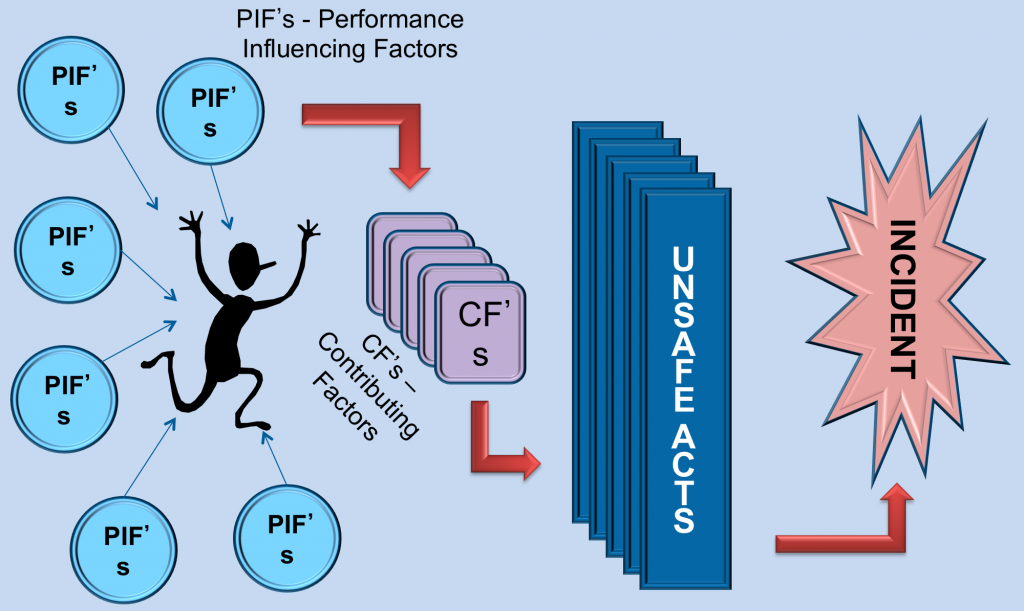 PIF’s - Performance
Influencing Factors
PIF’
s
PIF’
s
PIF’
s
PIF’
s
PIF’
s
PIF’
s
CF’
s
CF’s –
Contributing
Factors
UNSAFE ACTS
INCIDENT